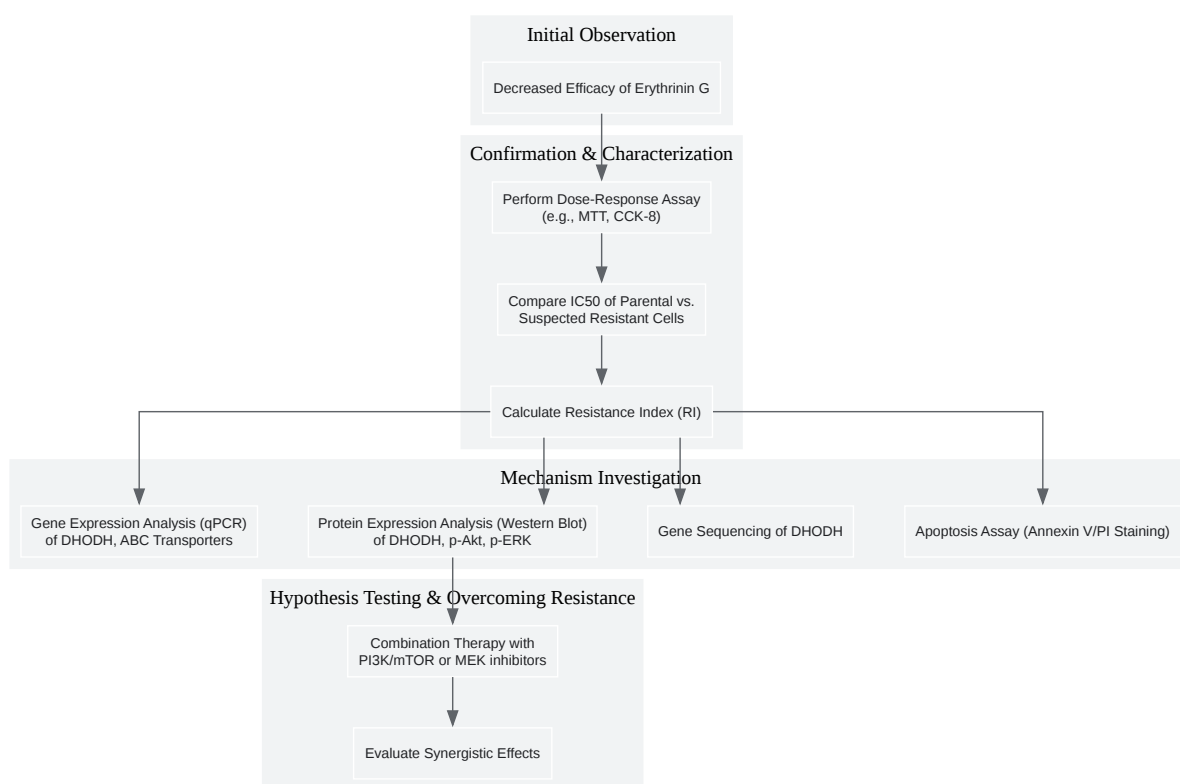 Initial Observation
Decreased Efficacy of Erythrinin G
Confirmation & Characterization
Perform Dose-Response Assay
(e.g., MTT, CCK-8)
Compare IC50 of Parental vs.
Suspected Resistant Cells
Calculate Resistance Index (RI)
Mechanism Investigation
Gene Expression Analysis (qPCR)
of DHODH, ABC Transporters
Protein Expression Analysis (Western Blot)
of DHODH, p-Akt, p-ERK
Gene Sequencing of DHODH
Apoptosis Assay (Annexin V/PI Staining)
Hypothesis Testing & Overcoming Resistance
Combination Therapy with
PI3K/mTOR or MEK inhibitors
Evaluate Synergistic Effects